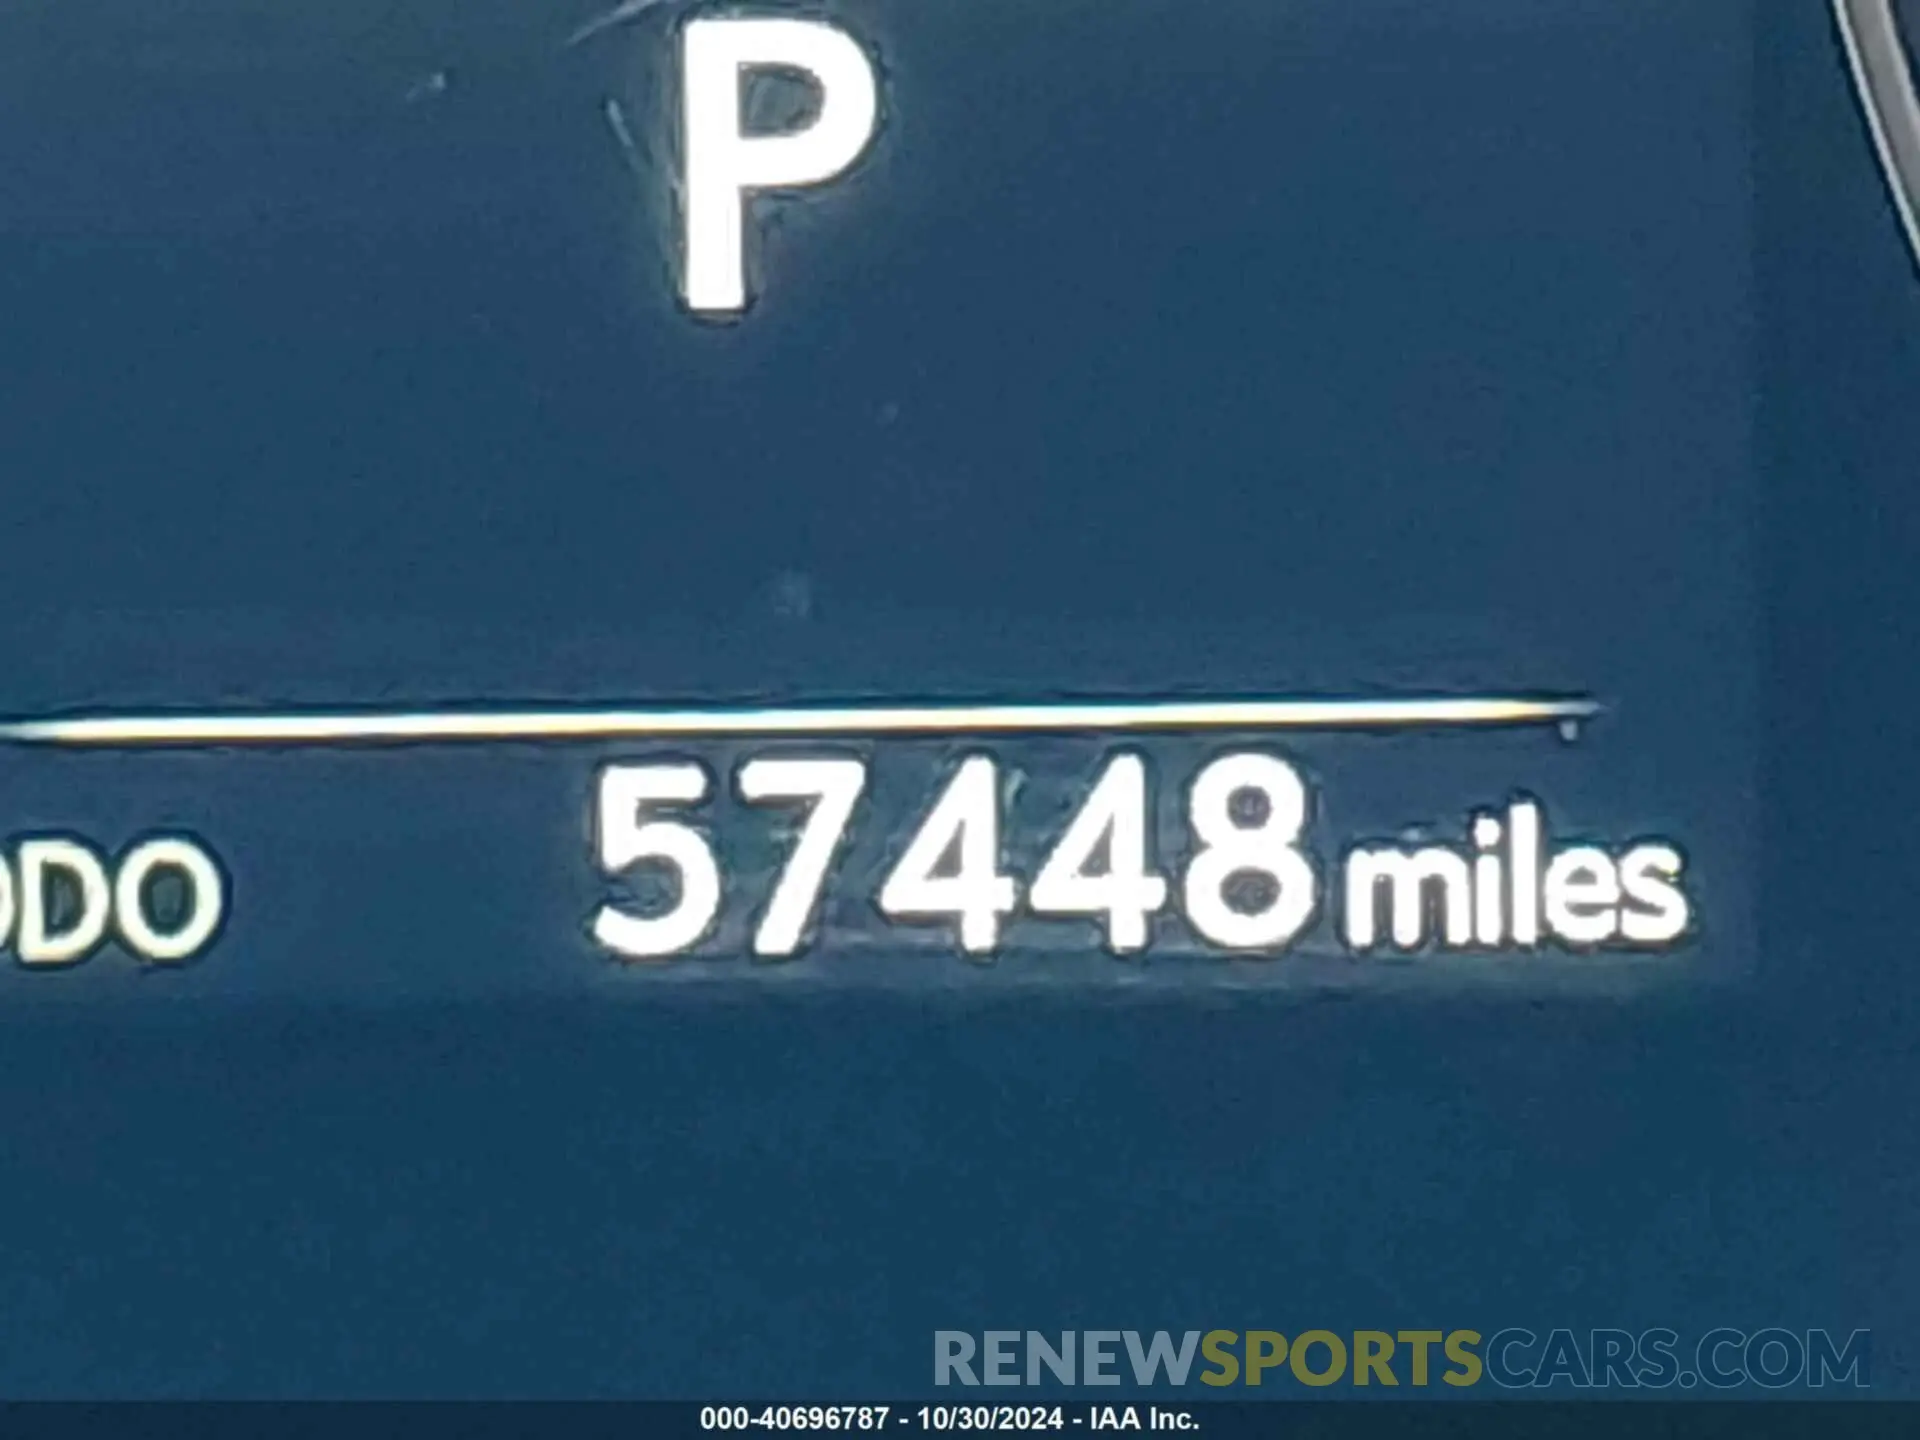 P
ODO 57448 miles
RENEWSPORTSCARS.COM
000-40696787 - 10/30/2024 - IAA Inc.